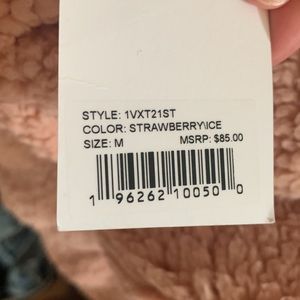 STYLE: 1VXT21ST
COLOR: STRAWBERRY\ICE
SIZE: M MSRP: $85.00
1 96262 10050 0